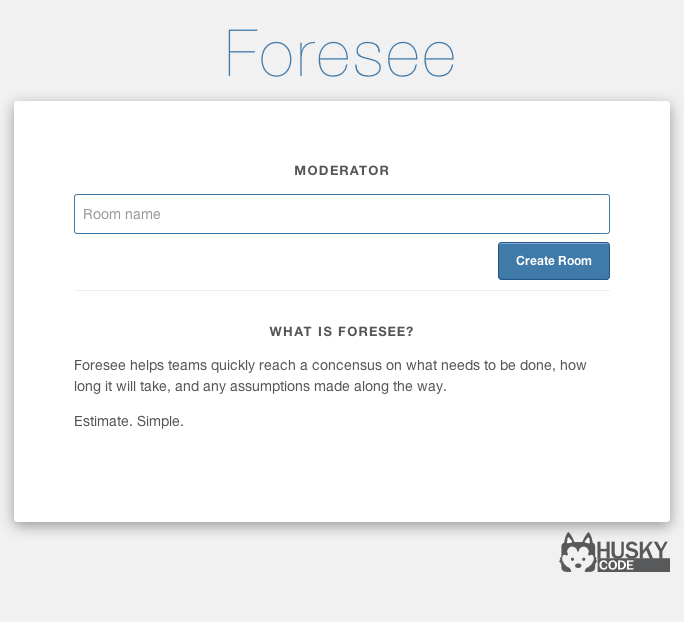 Foresee
MODERATOR
Room name
Create Room
WHAT IS FORESEE?
Foresee helps teams quickly reach a concensus on what needs to be done, how
long it will take, and any assumptions made along the way.
Estimate. Simple.
HUSKY
CODE